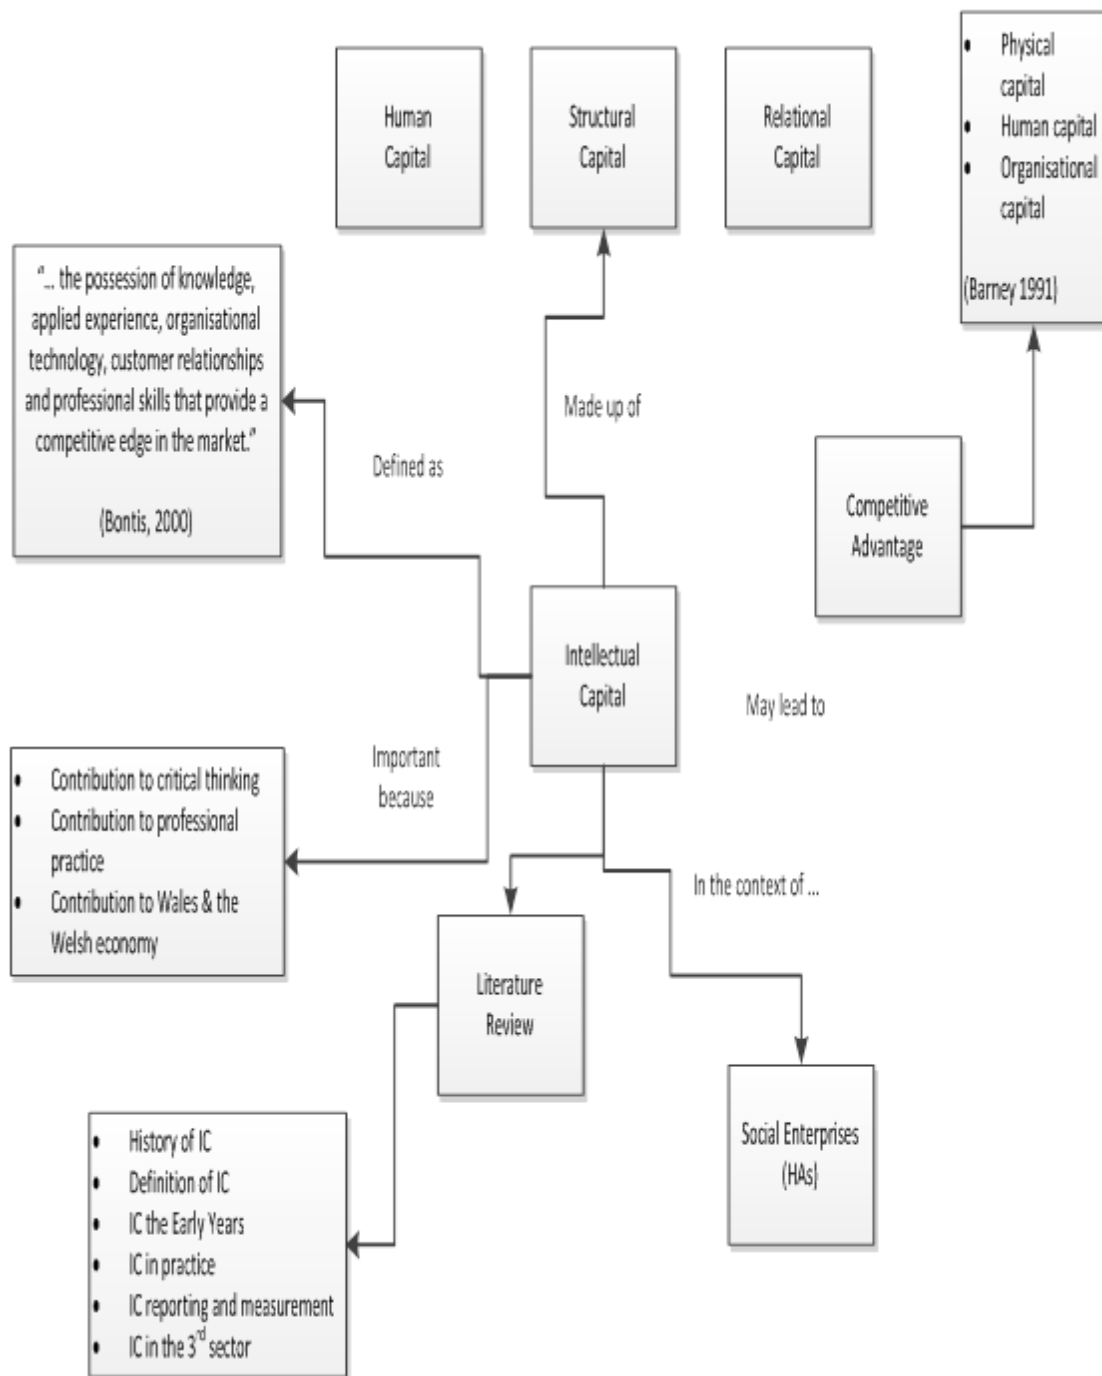 Human
Capital
Structural
Capital
Relational
Capital
• Physical
capital
• Human capital
• Organisational
capital
(Barney 1991)
“... the possession of knowledge,
applied experience, organisational
technology, customer relationships
and professional skills that provide a
competitive edge in the market.”
(Bontis, 2000)
Made up of
Defined as
Competitive
Advantage
Intellectual
Capital
May lead to
Important
because
• Contribution to critical thinking
• Contribution to professional
practice
• Contribution to Wales & the
Welsh economy
In the context of ...
Literature
Review
Social Enterprises
(HAs)
• History of IC
• Definition of IC
• IC the Early Years
• IC in practice
• IC reporting and measurement
• IC in the 3rd sector